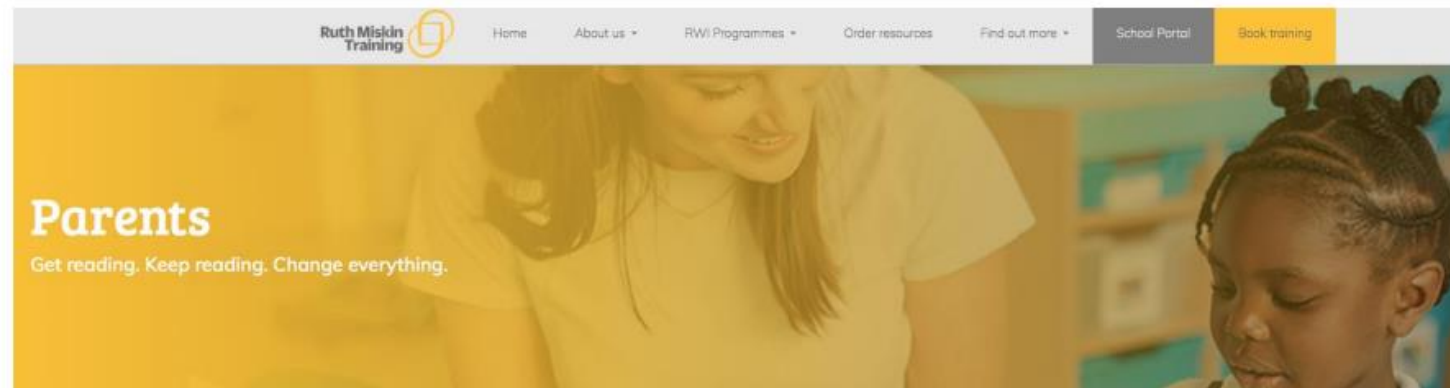 Ruth Miskin
Training
Home
About us
RWI Programmes
Order resources
Find out more
School Portal
Book training
Parents
Get reading. Keep reading. Change everything.